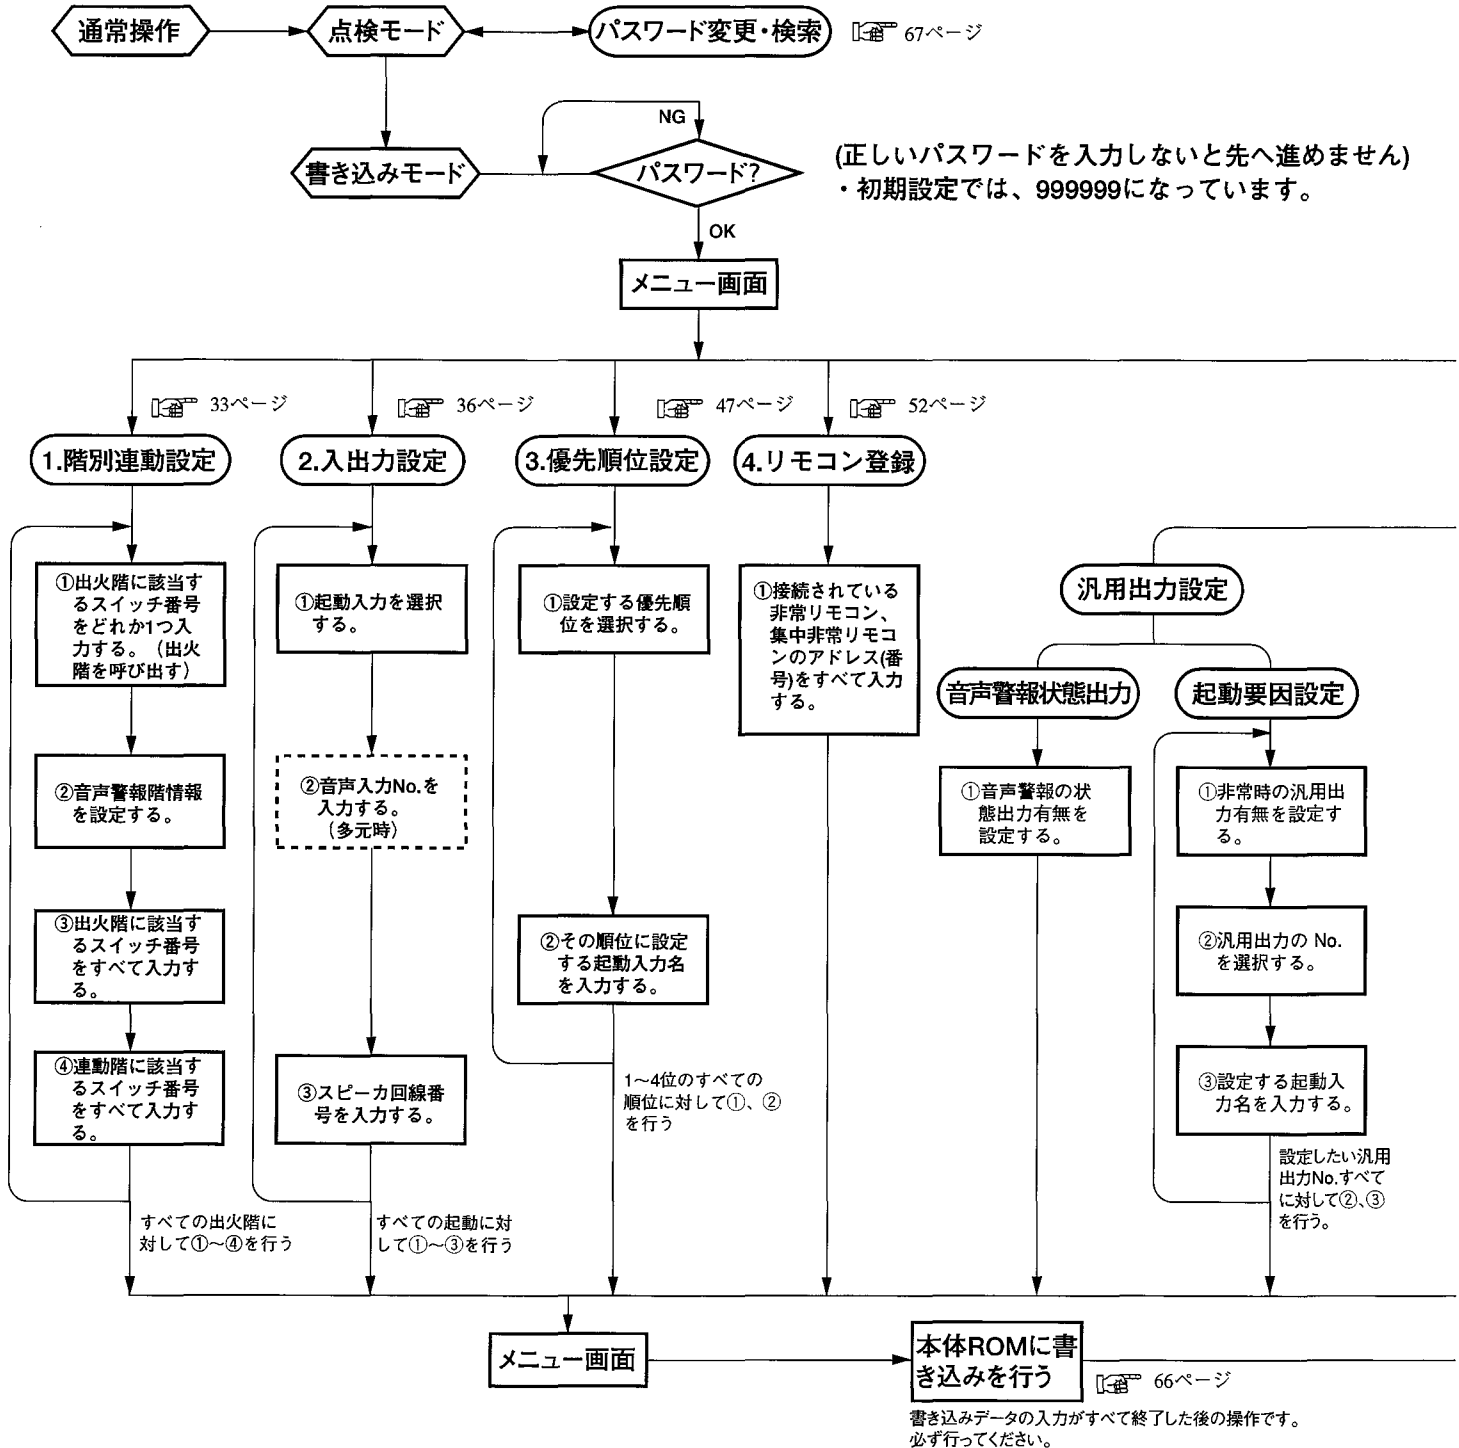 通常操作
点検モード
パスワード変更・検索
67ページ
NG
書き込みモード
パスワード?
(正しいパスワードを入力しないと先へ進めません)
・初期設定では、999999になっています。
OK
メニュー画面
33ページ
36ページ
47ページ
52ページ
1.階別連動設定
2.入出力設定
3.優先順位設定
4.リモコン登録
①出火階に該当す
るスイッチ番号
をどれか1つ入
力する。(出火
階を呼び出す)
②音声警報階情報
を設定する。
③出火階に該当す
るスイッチ番号
をすべて入力す
る。
④連動階に該当す
るスイッチ番号
をすべて入力す
る。
すべての出火階に
対して①~④を行う
①起動入力を選択
する。
②音声入力No.を
入力する。
(多元時)
③スピーカ回線番
号を入力する。
すべての起動に対
して①~③を行う
①設定する優先順
位を選択する。
②その順位に設定
する起動入力名
を入力する。
1~4位のすべての
順位に対して①、②
を行う
①接続されている
非常リモコン、
集中非常リモコ
ンのアドレス(番
号)をすべて入力
する。
汎用出力設定
音声警報状態出力
起動要因設定
①音声警報の状
態出力有無を
設定する。
①非常時の汎用出
力有無を設定す
る。
②汎用出力の No.
を選択する。
③設定する起動入
力名を入力する。
設定したい汎用
出力No.すべて
に対して②、③
を行う。
メニュー画面
本体ROMに書
き込みを行う
66ページ
書き込みデータの入力がすべて終了した後の操作です。
必ず行ってください。